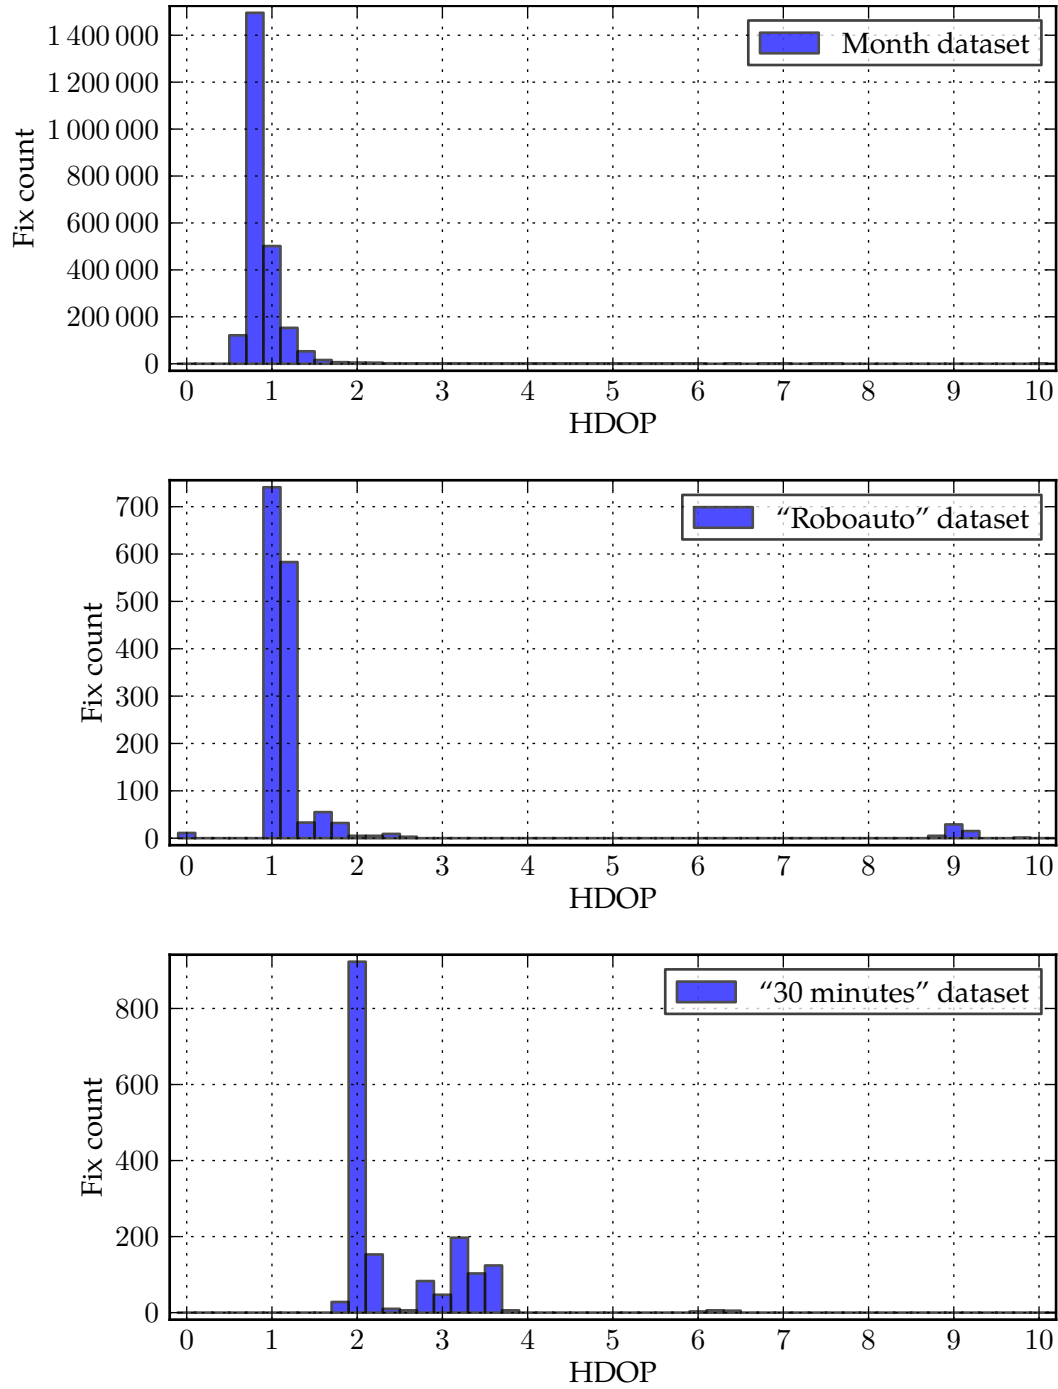 Month dataset
1 400 000
1 200 000
1 000 000
800 000
600 000
400 000
200 000
0
Fix count
0 1 2 3 4 5 6 7 8 9 10
HDOP
“Roboauto” dataset
700
600
500
400
300
200
100
0
Fix count
0 1 2 3 4 5 6 7 8 9 10
HDOP
“30 minutes” dataset
800
600
400
200
0
Fix count
0 1 2 3 4 5 6 7 8 9 10
HDOP